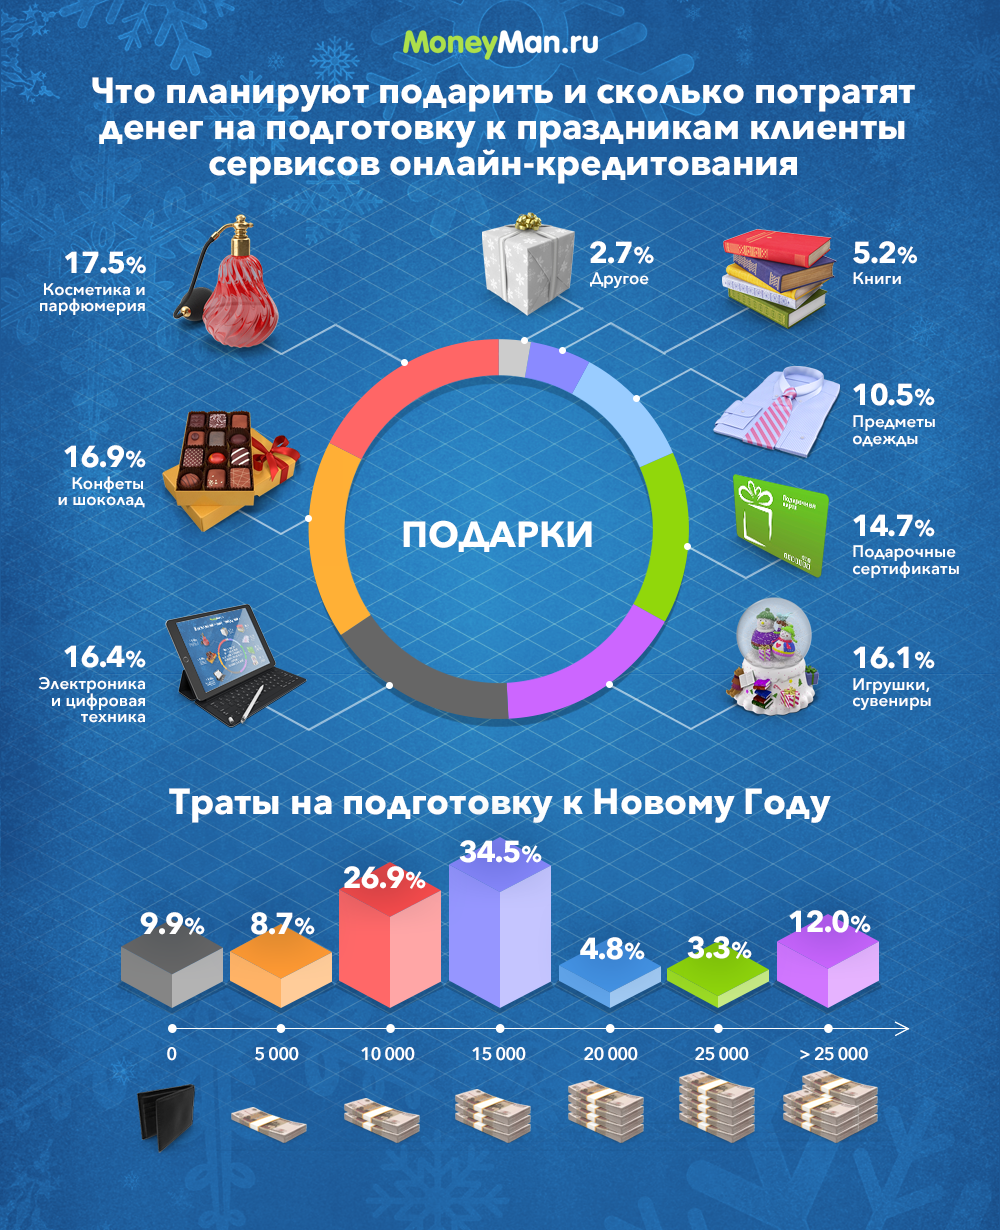 MoneyMan.ru
Что планируют подарить и сколько потратят
денег на подготовку к праздникам клиенты
сервисов онлайн-кредитования
17.5%
Косметика и
парфюмерия
2.7%
Другое
5.2%
Книги
10.5%
Предметы
одежды
16.9%
Конфеты
и шоколад
ПОДАРКИ
Подарочная
карта
14.7%
Подарочные
сертификаты
16.4%
Электроника
и цифровая
техника
16.1%
Игрушки,
сувениры
Траты на подготовку к Новому Году
9.9%
8.7%
26.9%
34.5%
4.8%
3.3%
12.0%
0
5 000
10 000
15 000
20 000
25 000
> 25 000